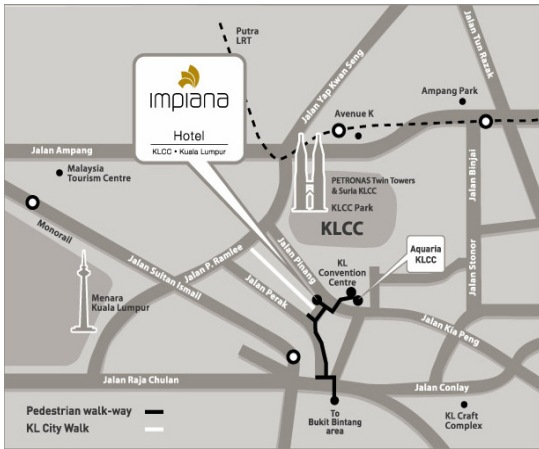 Putra
LRT
Jalan Yap Kwan Seng
Jalan Tun Razak
impiana
Hotel
KLCC • Kuala Lumpur
Ampang Park
Avenue K
Jalan Ampang
Malaysia
Tourism Centre
PETRONAS Twin Towers
& Suria KLCC
KLCC Park
KLCC
Jalan Binjai
Monorail
Jalan Sultan Ismail
Jalan P. Ramlee
Jalan Pinang
KL
Convention
Centre
Aquaria
KLCC
Jalan Stonor
Menara
Kuala Lumpur
Jalan Perak
Jalan Kia Peng
Jalan Raja Chulan
Jalan Conlay
Pedestrian walk-way
KL City Walk
To
Bukit Bintang
area
KL Craft
Complex